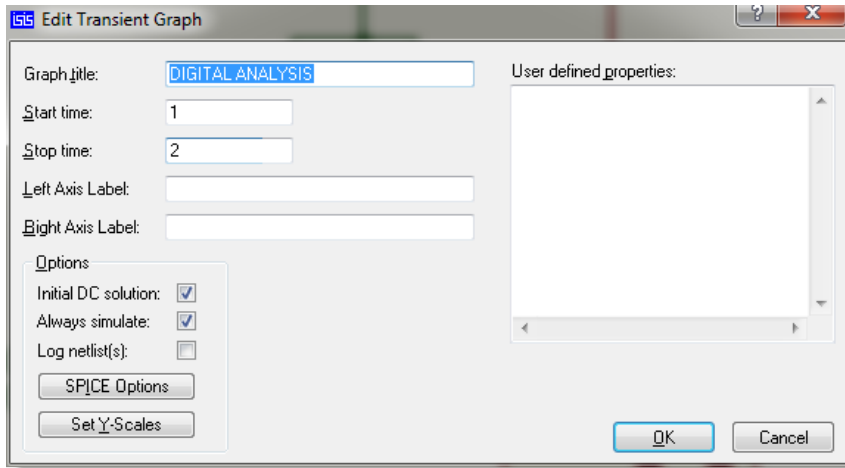 isis Edit Transient Graph
? X
Graph title: DIGITAL ANALYSIS
Start time: 1
Stop time: 2
Left Axis Label:
Right Axis Label:
User defined properties:
Options
Initial DC solution:
Always simulate:
Log netlist(s):
SPICE Options
Set Y-Scales
OK Cancel